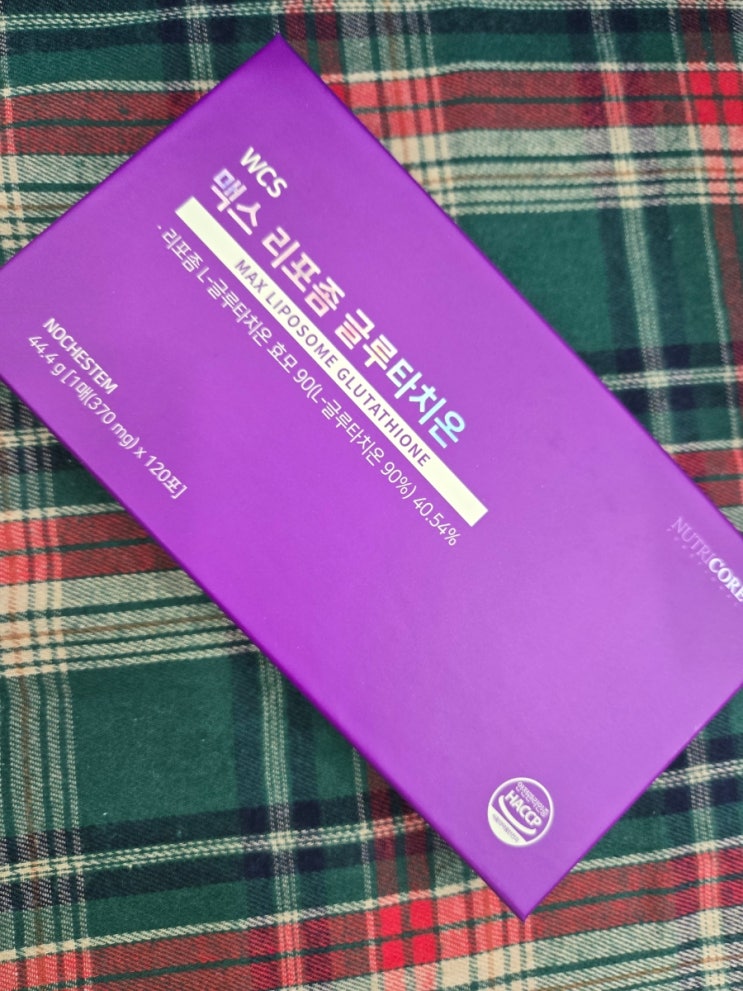 WCS
맥스 리포좀 글루타치온
MAX LIPOSOME GLUTATHIONE
· 리포좀 L-글루타치온 효모 90(L-글루타치온 90%) 40.54%
NOCHESTEM
44.4 g [1매(370 mg) x 120포]
NUTRICORE
HACCP